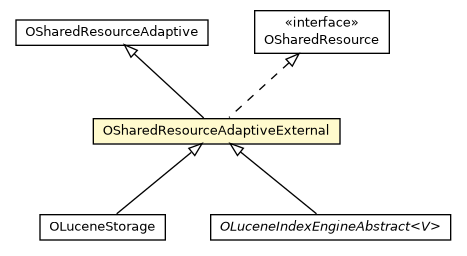 OSharedResourceAdaptive
«interface»
OSharedResource
OSharedResourceAdaptiveExternal
OLuceneStorage
OLuceneIndexEngineAbstract<V>